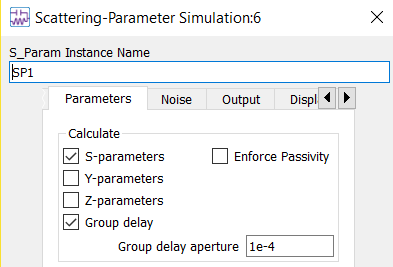 Scattering-Parameter Simulation:6
S_Param Instance Name
SP1
Parameters Noise Output
Calculate
S-parameters Enforce Passivity
Y-parameters
Z-parameters
Group delay
Group delay aperture 1e-4